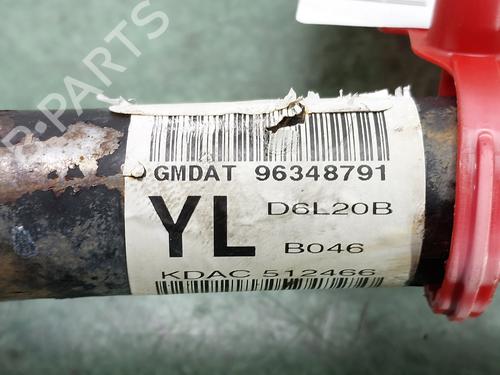 R-PARTS
GMDAT 96348791
YL
D6L20B
B046
KDAC 512466